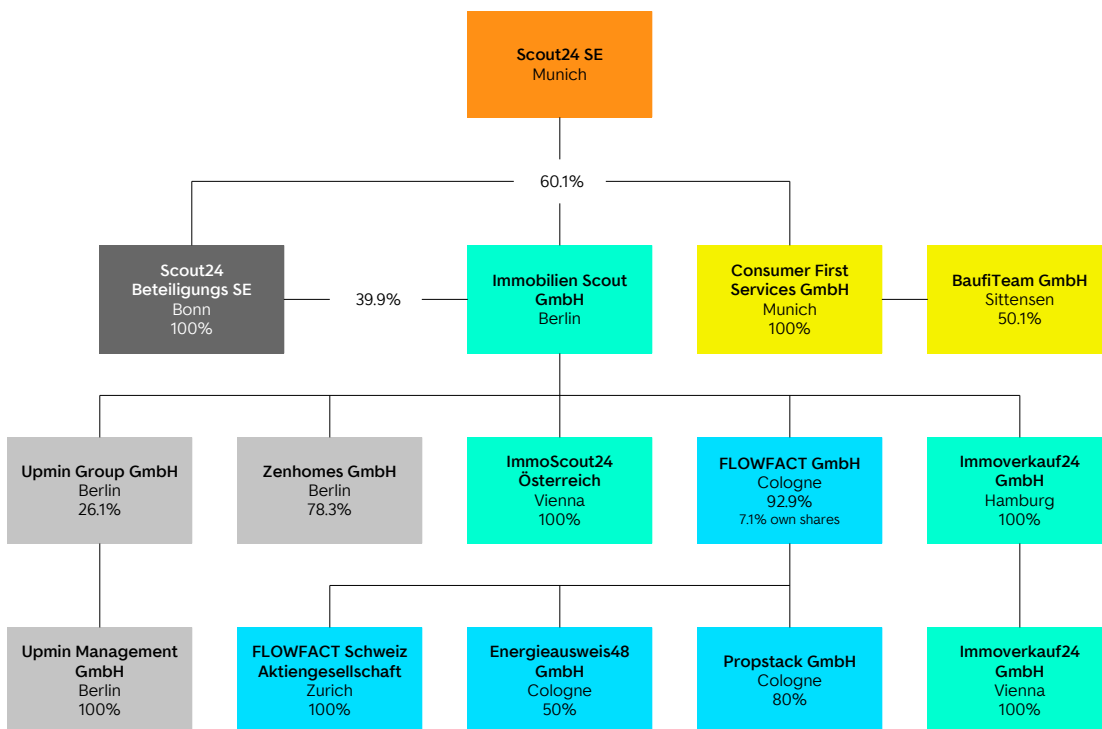 Scout24 SE
Munich
60.1%
Scout24
Beteiligungs SE
Bonn
100%
39.9%
Immobilien Scout
GmbH
Berlin
Consumer First
Services GmbH
Munich
100%
BaufiTeam GmbH
Sittensen
50.1%
Upmin Group GmbH
Berlin
26.1%
Zenhomes GmbH
Berlin
78.3%
ImmoScout24
Österreich
Vienna
100%
FLOWFACT GmbH
Cologne
92.9%
7.1% own shares
Immoverkauf24
GmbH
Hamburg
100%
Upmin Management
GmbH
Berlin
100%
FLOWFACT Schweiz
Aktiengesellschaft
Zurich
100%
Energieausweis48
GmbH
Cologne
50%
Propstack GmbH
Cologne
80%
Immoverkauf24
GmbH
Vienna
100%